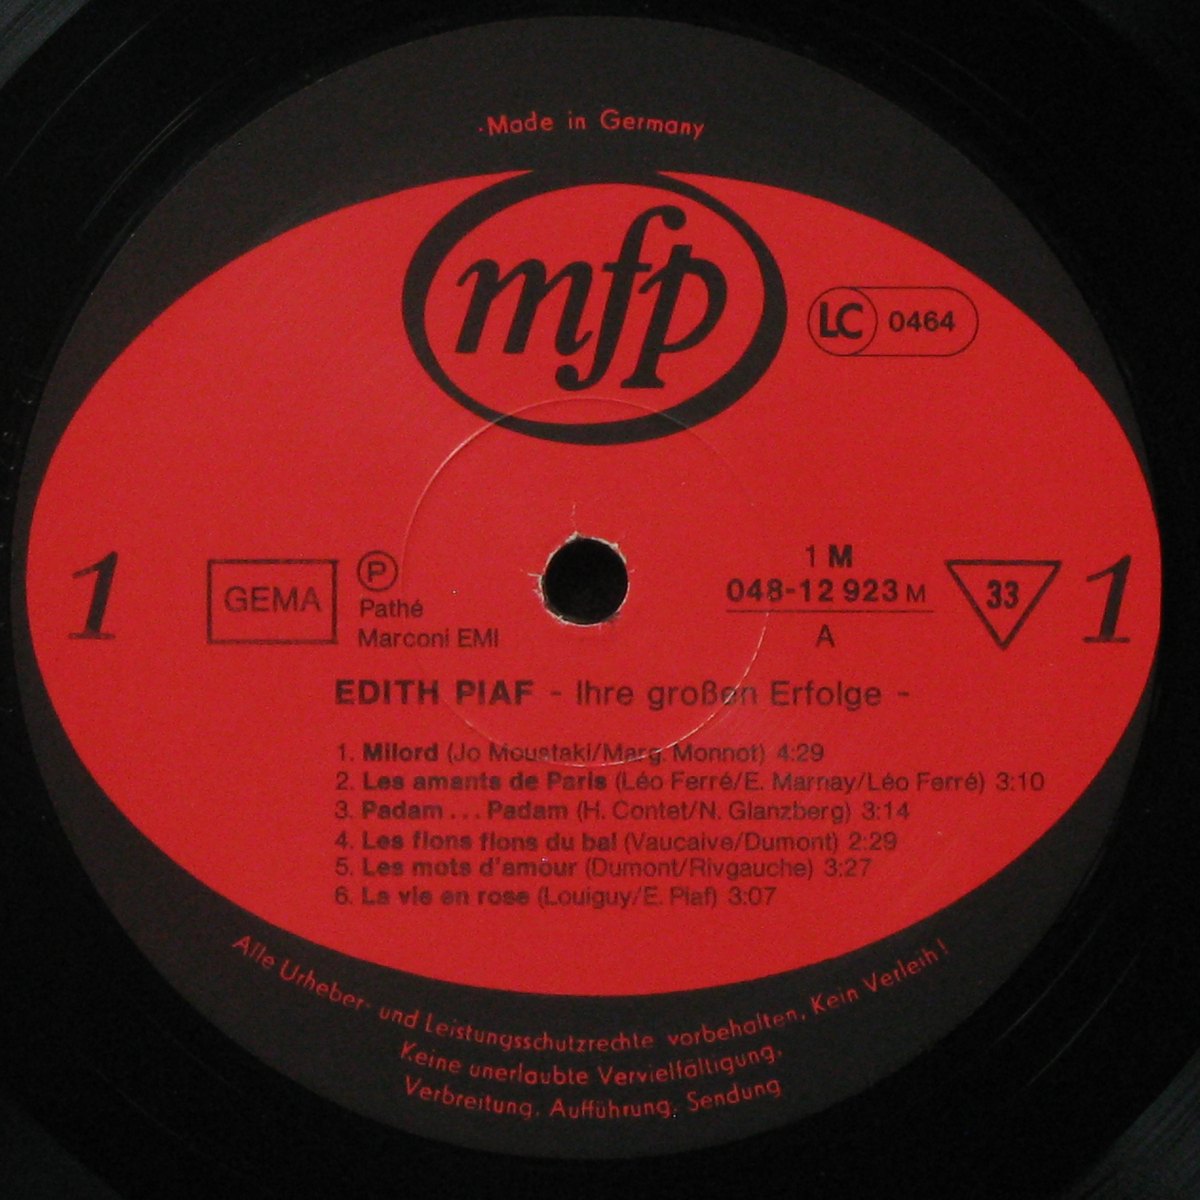 ·Made in Germany
mfp
LC 0464
1
GEMA
℗
Pathé
Marconi EMI
1 M
048-12 923 M
A
33
1
EDITH PIAF - Ihre großen Erfolge -
1. Milord (Jo Moustaki/Marg. Monnot) 4:29
2. Les amants de Paris (Léo Ferré/E. Marnay/Léo Ferré) 3:10
3. Padam . . . Padam (H. Contet/N. Glanzberg) 3:14
4. Les flons flons du bal (Vaucaive/Dumont) 2:29
5. Les mots d'amour (Dumont/Rivgauche) 3:27
6. La vie en rose (Louiguy/E. Piaf) 3:07
Alle Urheber- und Leistungsschutzrechte vorbehalten, Kein Verleih!
Keine unerlaubte Vervielfältigung,
Verbreitung, Aufführung, Sendung